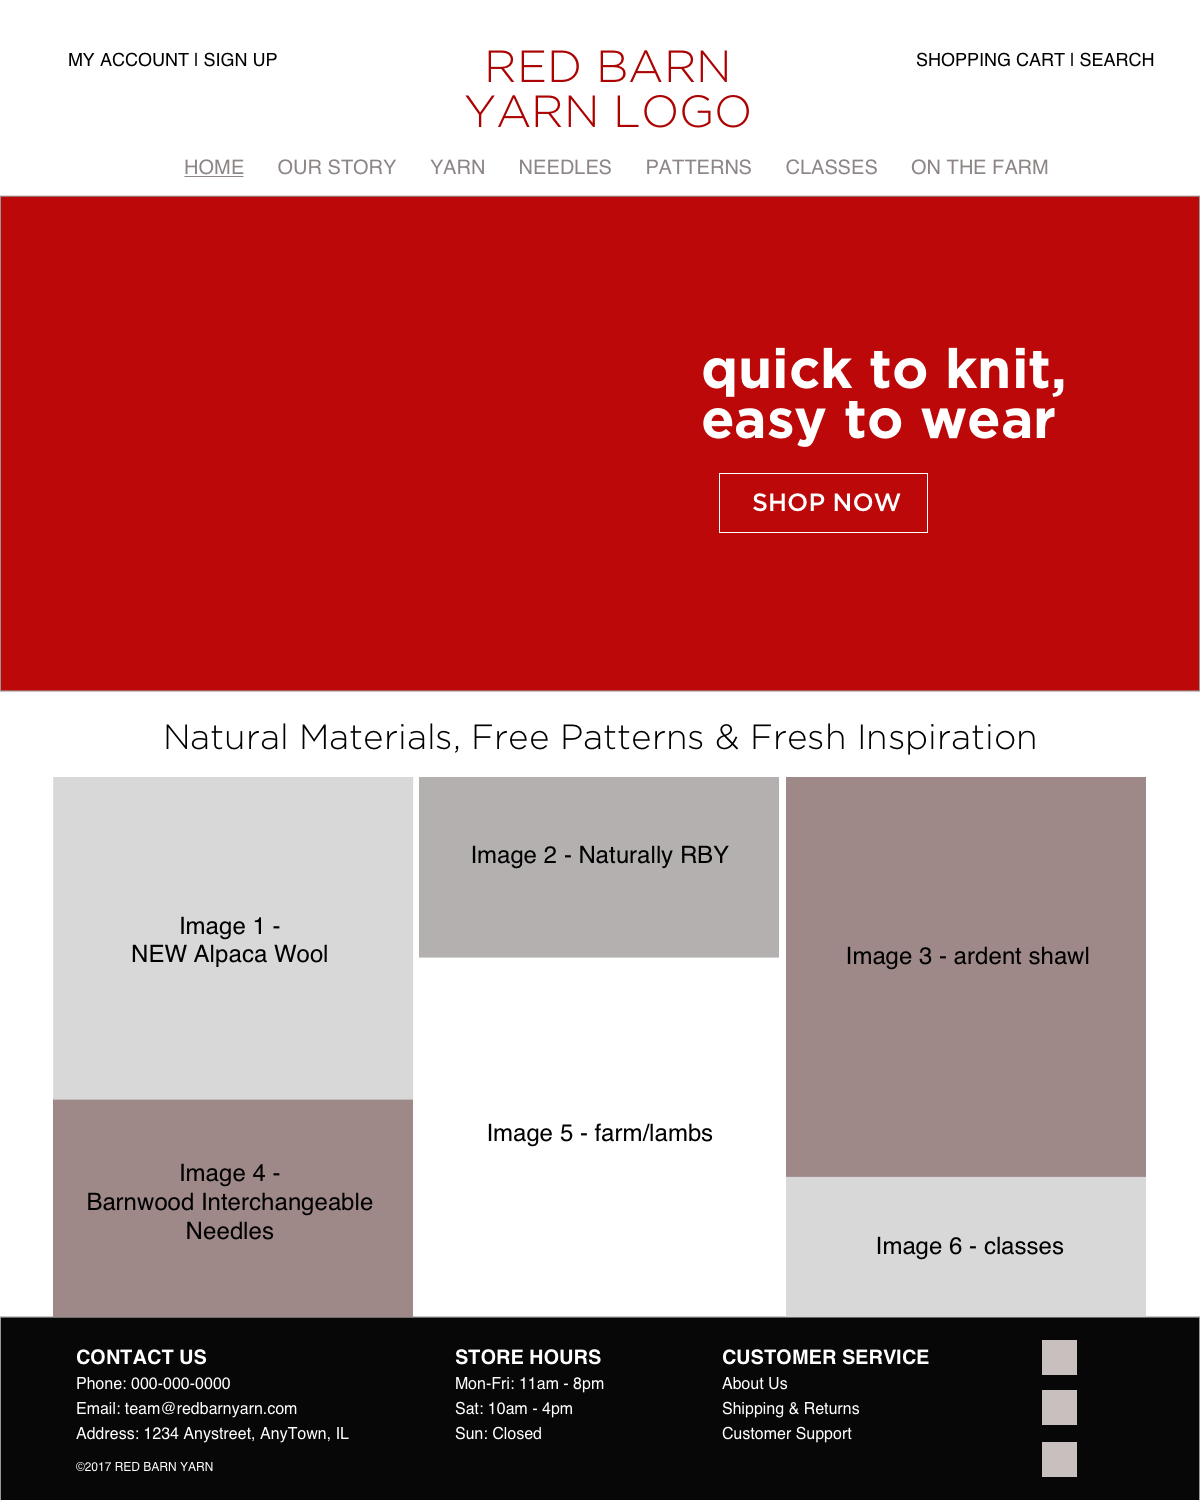 MY ACCOUNT | SIGN UP
RED BARN
YARN LOGO
SHOPPING CART | SEARCH
HOME OUR STORY YARN NEEDLES PATTERNS CLASSES ON THE FARM
quick to knit,
easy to wear
SHOP NOW
Natural Materials, Free Patterns & Fresh Inspiration
Image 1 -
NEW Alpaca Wool
Image 2 - Naturally RBY
Image 3 - ardent shawl
Image 4 -
Barnwood Interchangeable
Needles
Image 5 - farm/lambs
Image 6 - classes
CONTACT US
Phone: 000-000-0000
Email: team@redbarnyarn.com
Address: 1234 Anystreet, AnyTown, IL
©2017 RED BARN YARN
STORE HOURS
Mon-Fri: 11am - 8pm
Sat: 10am - 4pm
Sun: Closed
CUSTOMER SERVICE
About Us
Shipping & Returns
Customer Support